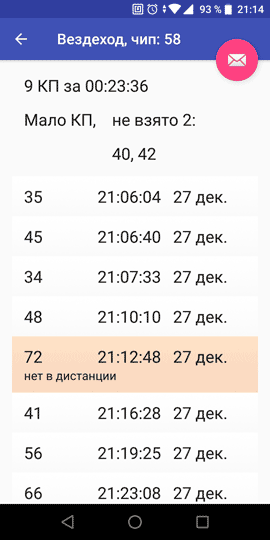 93 % 21:14
Вездеход, чип: 58
9 КП за 00:23:36
Мало КП, не взято 2:
40, 42
35 21:06:04 27 дек.
45 21:06:40 27 дек.
34 21:07:33 27 дек.
48 21:10:10 27 дек.
72 21:12:48 27 дек.
нет в дистанции
41 21:16:28 27 дек.
56 21:19:25 27 дек.
66 21:23:08 27 дек.